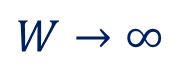 W → ∞